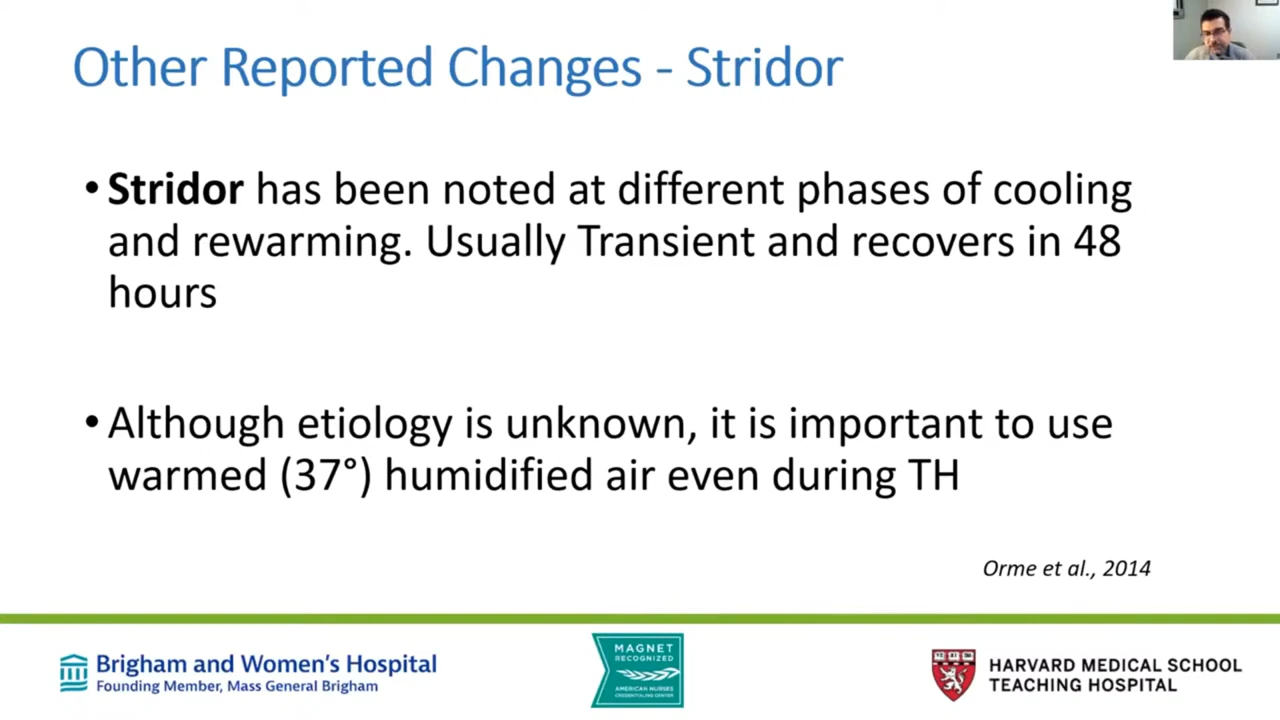 Other Reported Changes - Stridor
• Stridor has been noted at different phases of cooling
and rewarming. Usually Transient and recovers in 48
hours
• Although etiology is unknown, it is important to use
warmed (37°) humidified air even during TH
Orme et al., 2014
Brigham and Women's Hospital
Founding Member, Mass General Brigham
MAGNET
RECOGNIZED
AMERICAN NURSES
CREDENTIALING CENTER
HARVARD MEDICAL SCHOOL
TEACHING HOSPITAL